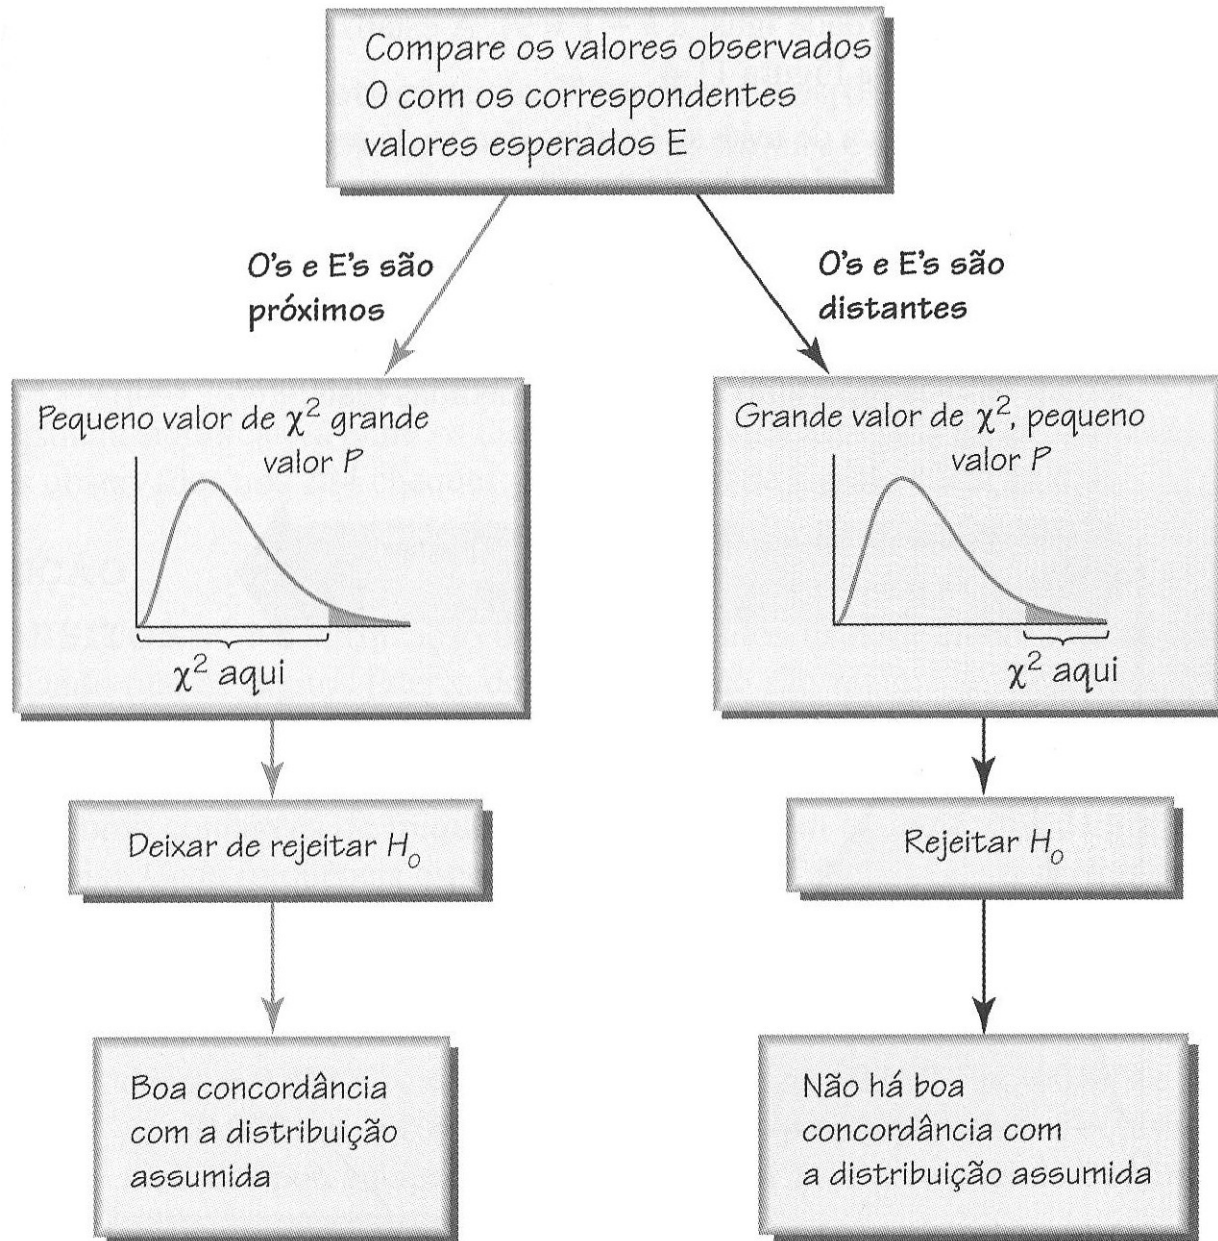 Compare os valores observados
O com os correspondentes
valores esperados E
O's e E's são
próximos
O's e E's são
distantes
Pequeno valor de χ² grande
valor P
χ² aqui
Grande valor de χ², pequeno
valor P
χ² aqui
Deixar de rejeitar H₀
Rejeitar H₀
Boa concordância
com a distribuição
assumida
Não há boa
concordância com
a distribuição assumida